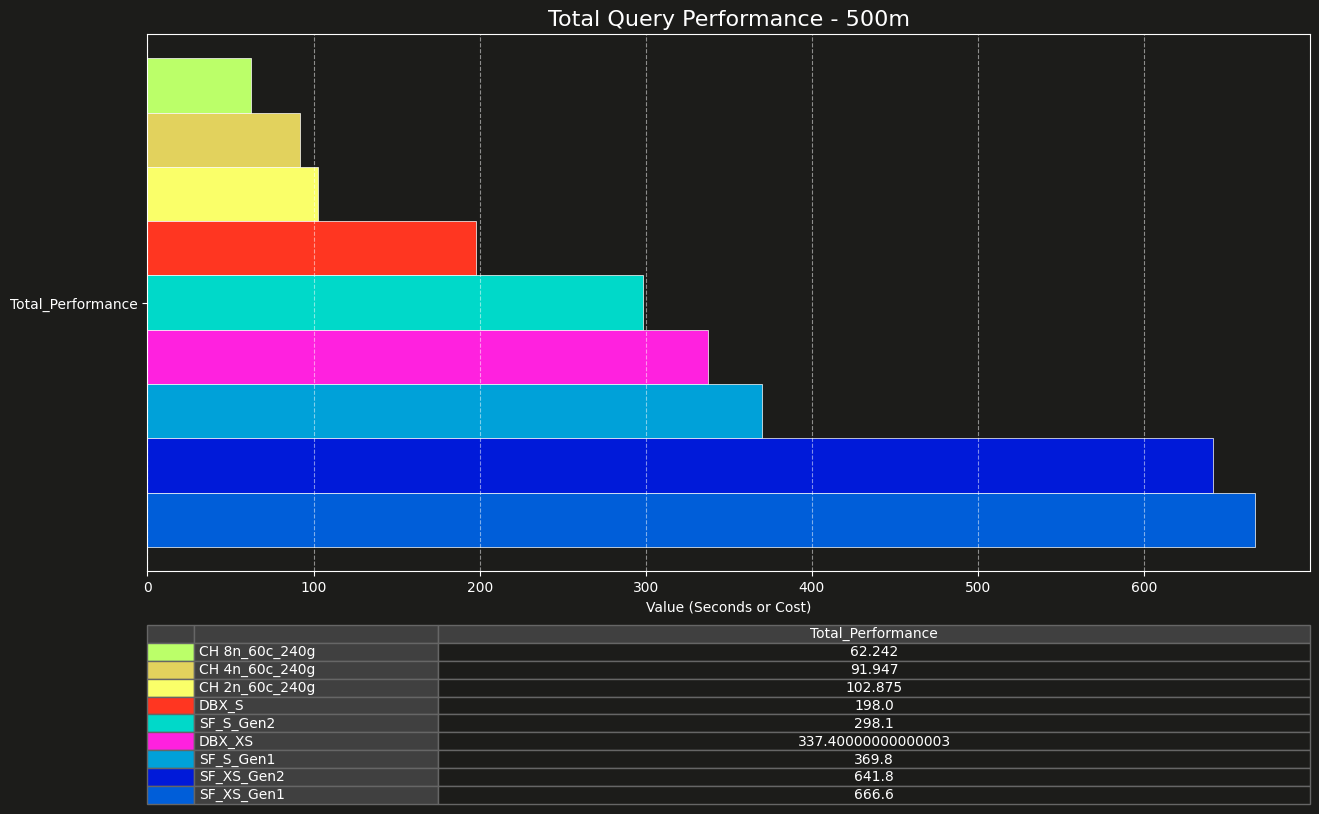 Total Query Performance - 500m
Total_Performance
0 100 200 300 400 500 600
Value (Seconds or Cost)
Total_Performance
CH 8n_60c_240g 62.242
CH 4n_60c_240g 91.947
CH 2n_60c_240g 102.875
DBX_S 198.0
SF_S_Gen2 298.1
DBX_XS 337.40000000000003
SF_S_Gen1 369.8
SF_XS_Gen2 641.8
SF_XS_Gen1 666.6